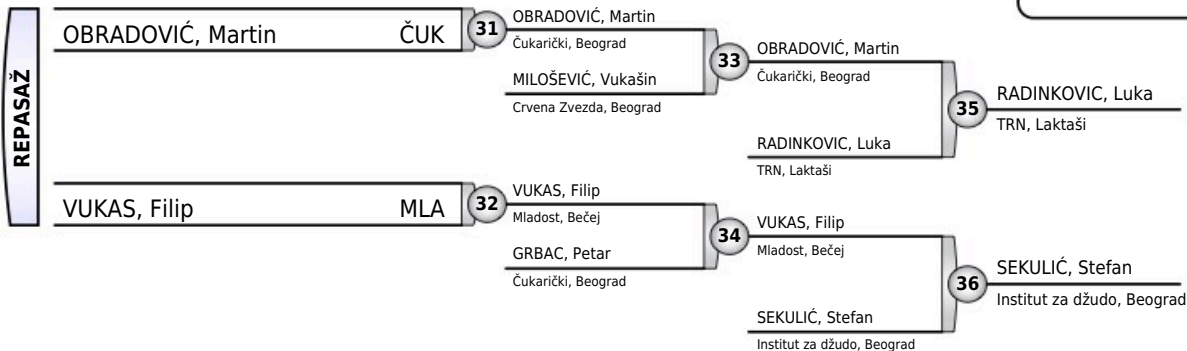 REPASAŽ
OBRADOVIĆ, Martin ČUK
31
OBRADOVIĆ, Martin
Čukarički, Beograd
MILOŠEVIĆ, Vukašin
Crvena Zvezda, Beograd
33
OBRADOVIĆ, Martin
Čukarički, Beograd
RADINKOVIC, Luka
TRN, Laktaši
35
RADINKOVIC, Luka
TRN, Laktaši
VUKAS, Filip MLA
32
VUKAS, Filip
Mladost, Bečej
GRBAC, Petar
Čukarički, Beograd
34
VUKAS, Filip
Mladost, Bečej
SEKULIĆ, Stefan
Institut za džudo, Beograd
36
SEKULIĆ, Stefan
Institut za džudo, Beograd